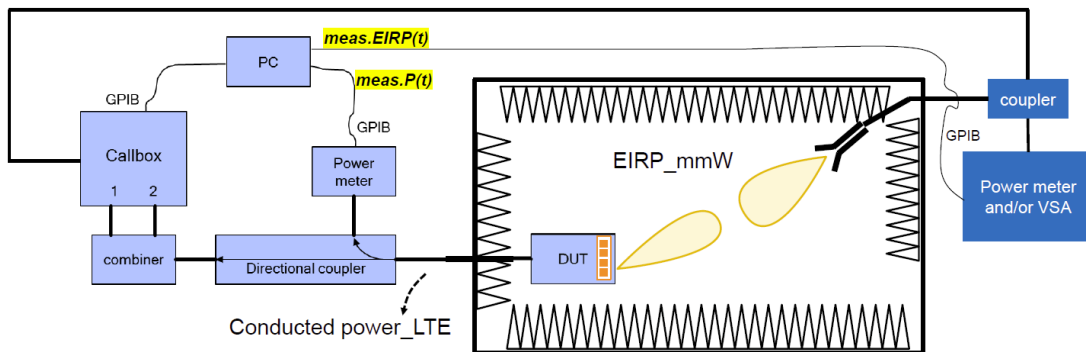 meas.EIRP(t)
PC
meas.P(t)
GPIB
GPIB
coupler
GPIB
Callbox
1 2
Power
meter
EIRP_mmW
Power meter
and/or VSA
combiner
Directional coupler
DUT
Conducted power_LTE